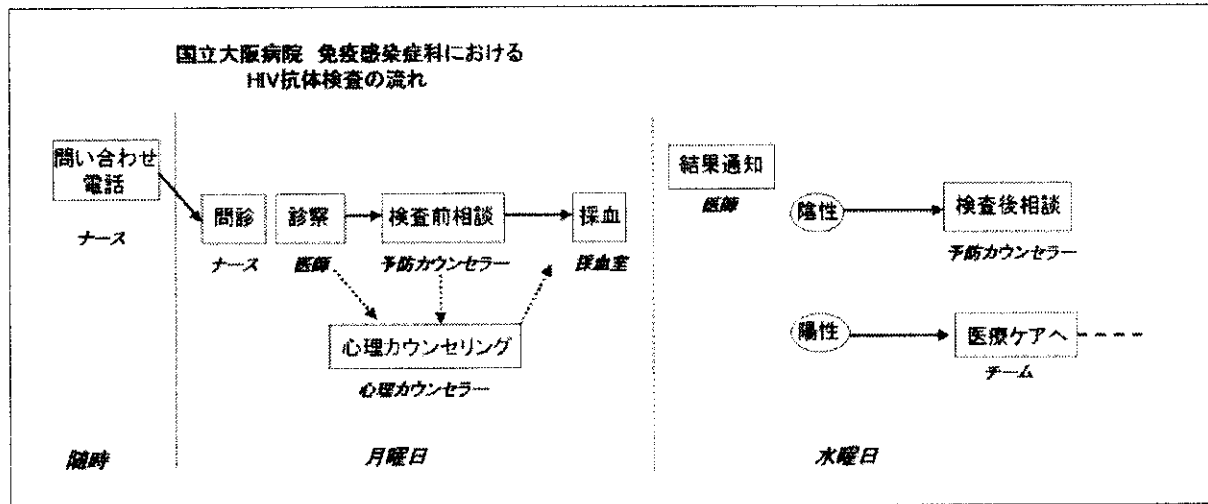 国立大阪病院 免疫感染症科における
HIV抗体検査の流れ
問い合わせ
電話
ナース
問診
ナース
診察
医師
検査前相談
予防カウンセラー
採血
採血室
心理カウンセリング
心理カウンセラー
結果通知
医師
陰性
検査後相談
予防カウンセラー
陽性
医療ケアへ
チーム
随時
月曜日
水曜日